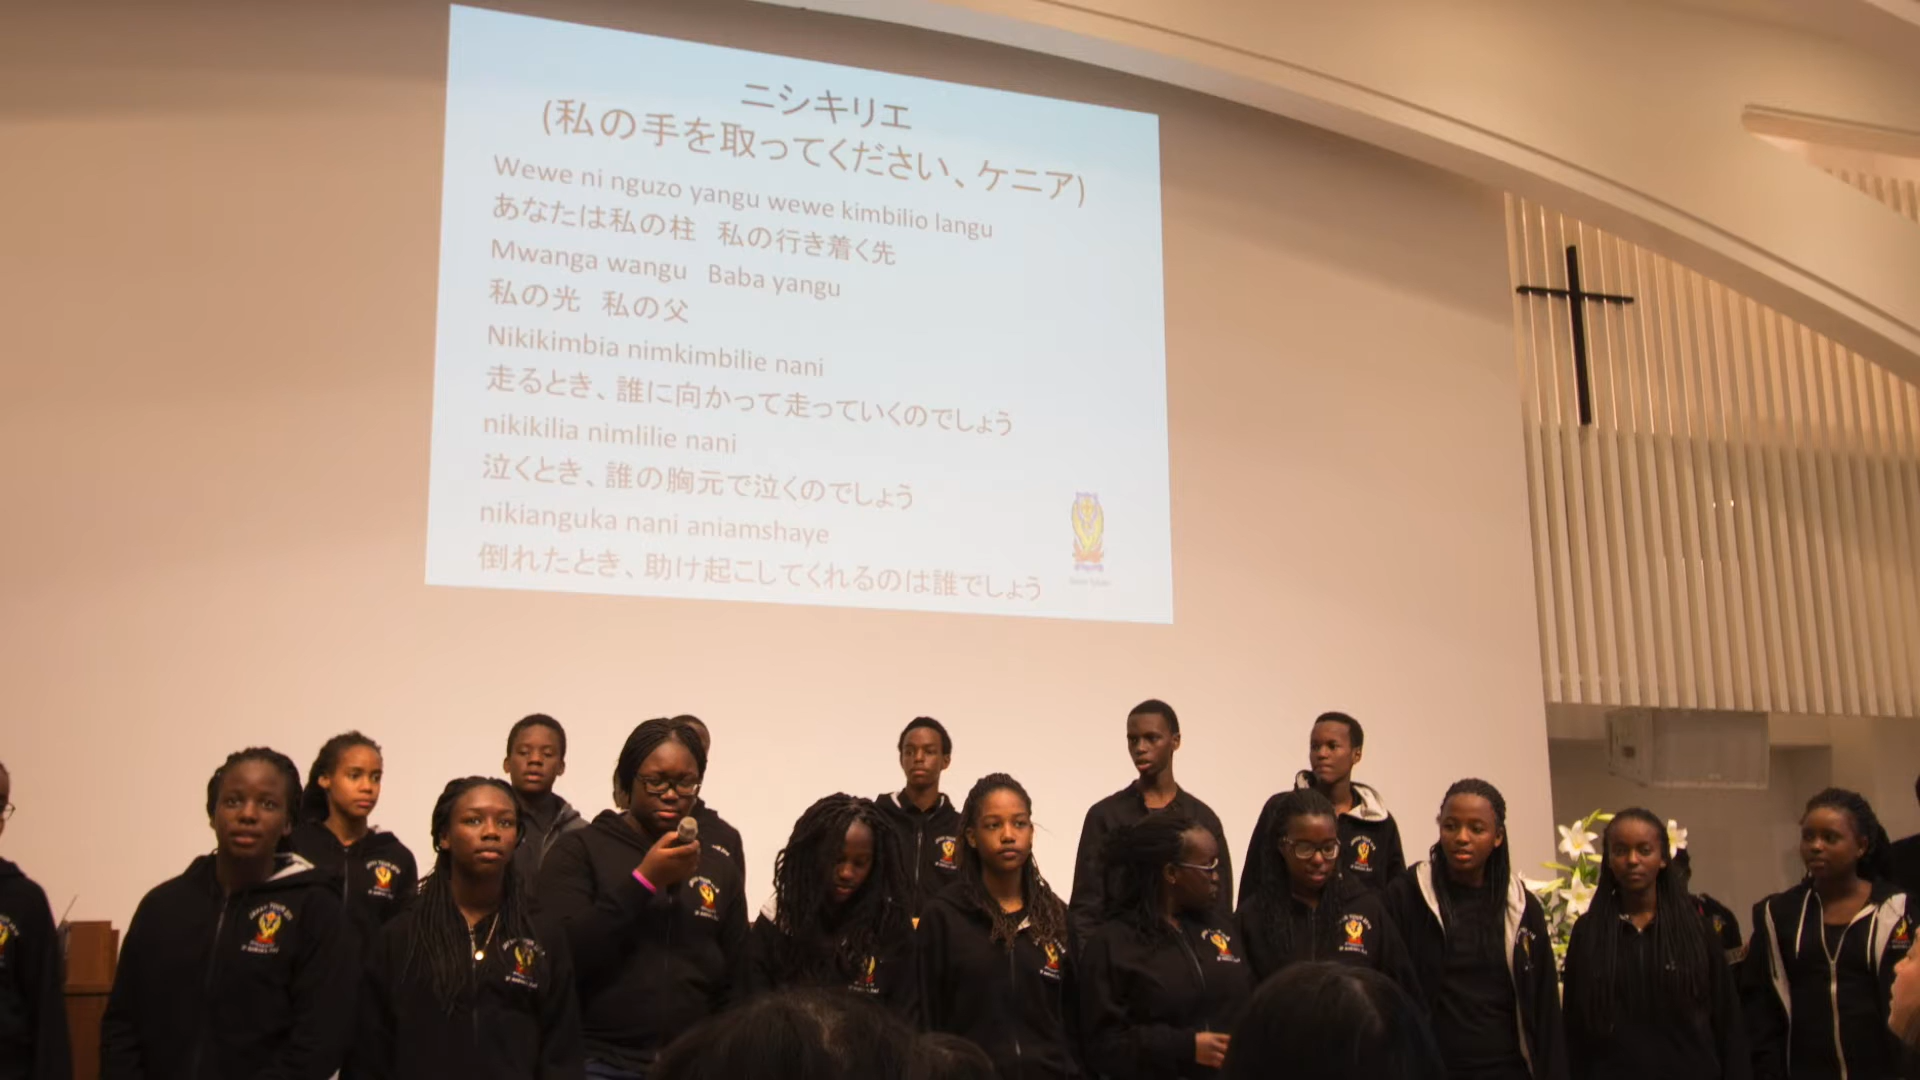 ニシキリエ
(私の手を取ってください、ケニア)
Wewe ni nguzo yangu wewe kimbilio langu
あなたは私の柱　私の行き着く先
Mwanga wangu Baba yangu
私の光　私の父
Nikikimbia nimkimbilie nani
走るとき、誰に向かって走っていくのでしょう
nikikilia nimlilie nani
泣くとき、誰の胸元で泣くのでしょう
nikianguka nani aniamshaye
倒れたとき、助け起こしてくれるのは誰でしょう